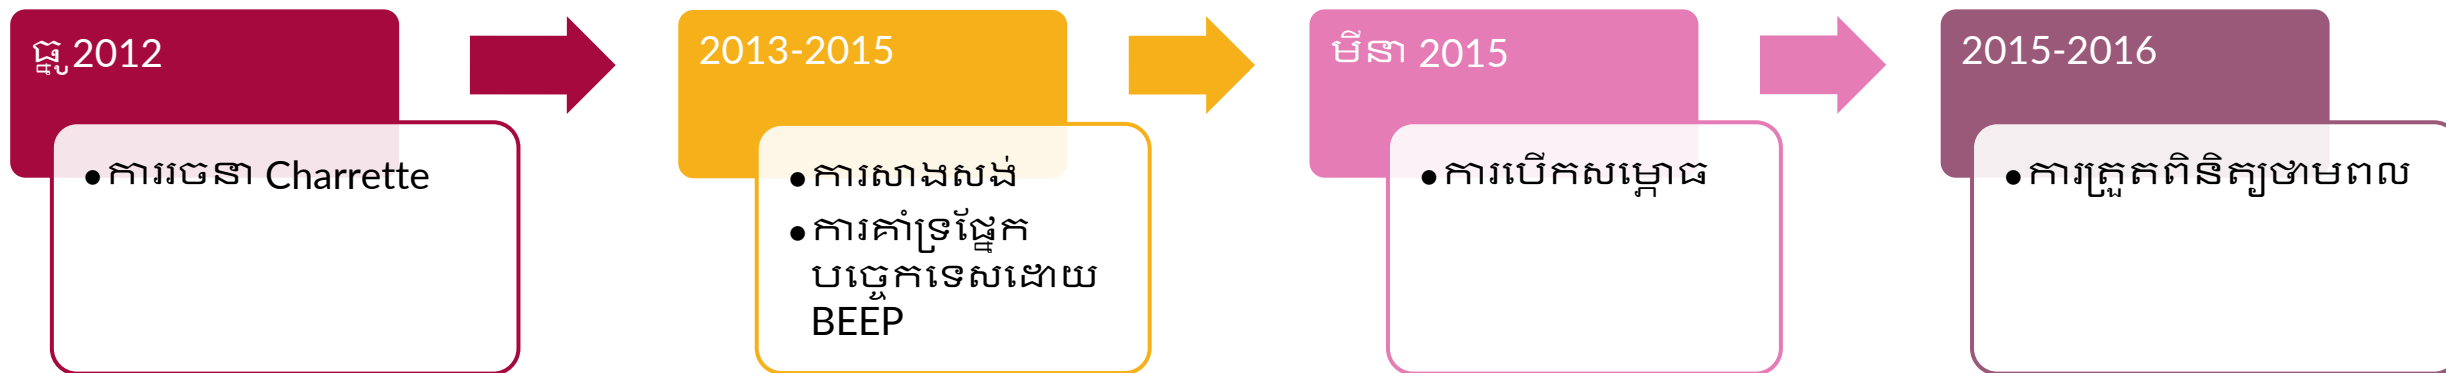 ធ្នូ 2012
•ការរចនា Charrette
2013-2015
•ការសាងសង់
•ការគាំទ្រផ្នែក
បច្ចេកទេសដោយ
BEEP
មីនា 2015
•ការបើកសម្ភោធ
2015-2016
•ការត្រួតពិនិត្យថាមពល